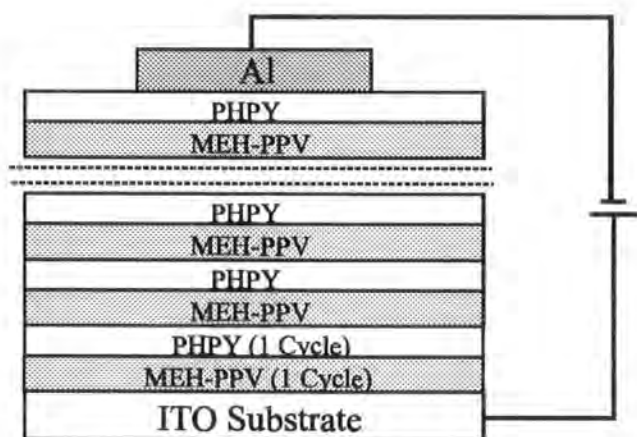 Al
PHPY
MEH-PPV
PHPY
MEH-PPV
PHPY
MEH-PPV
PHPY (1 Cycle)
MEH-PPV (1 Cycle)
ITO Substrate